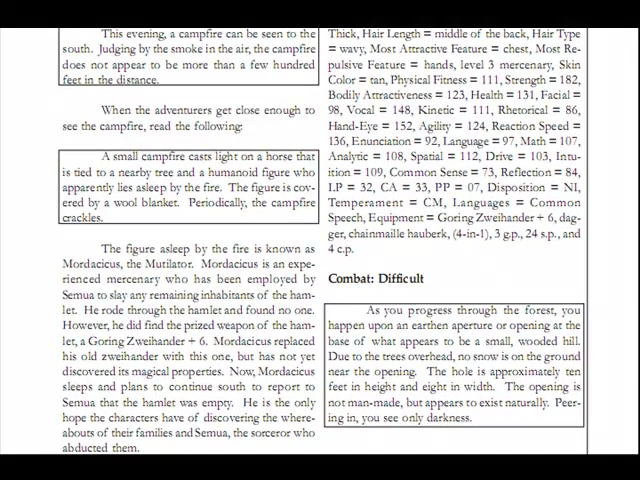 This evening, a campfire can be seen to the
south. Judging by the smoke in the air, the campfire
does not appear to be more than a few hundred
feet in the distance.
When the adventurers get close enough to
see the campfire, read the following:
A small campfire casts light on a horse that
is tied to a nearby tree and a humanoid figure who
apparently lies asleep by the fire. The figure is cov-
ered by a wool blanket. Periodically, the campfire
crackles.
The figure asleep by the fire is known as
Mordacicus, the Mutilator. Mordacicus is an expe-
rienced mercenary who has been employed by
Semua to slay any remaining inhabitants of the ham-
let. He rode through the hamlet and found no one.
However, he did find the prized weapon of the ham-
let, a Goring Zweihander + 6. Mordacicus replaced
his old zweihander with this one, but has not yet
discovered its magical properties. Now, Mordacicus
sleeps and plans to continue south to report to
Semua that the hamlet was empty. He is the only
hope the characters have of discovering the where-
abouts of their families and Semua, the sorceror who
abducted them.
Thick, Hair Length = middle of the back, Hair Type
= wavy, Most Attractive Feature = chest, Most Re-
pulsive Feature = hands, level 3 mercenary, Skin
Color = tan, Physical Fitness = 111, Strength = 182,
Bodily Attractiveness = 123, Health = 131, Facial =
98, Vocal = 148, Kinetic = 111, Rhetorical = 86,
Hand-Eye = 152, Agility = 124, Reaction Speed =
136, Enunciation = 92, Language = 97, Math = 107,
Analytic = 108, Spatial = 112, Drive = 103, Intu-
ition = 109, Common Sense = 73, Reflection = 84,
LP = 32, CA = 33, PP = 07, Disposition = NI,
Temperament = CM, Languages = Common
Speech, Equipment = Goring Zweihander + 6, dag-
ger, chainmaille hauberk, (4-in-1), 3 g.p., 24 s.p., and
4 c.p.
Combat: Difficult
As you progress through the forest, you
happen upon an earthen aperture or opening at the
base of what appears to be a small, wooded hill.
Due to the trees overhead, no snow is on the ground
near the opening. The hole is approximately ten
feet in height and eight in width. The opening is
not man-made, but appears to exist naturally. Peer-
ing in, you see only darkness.